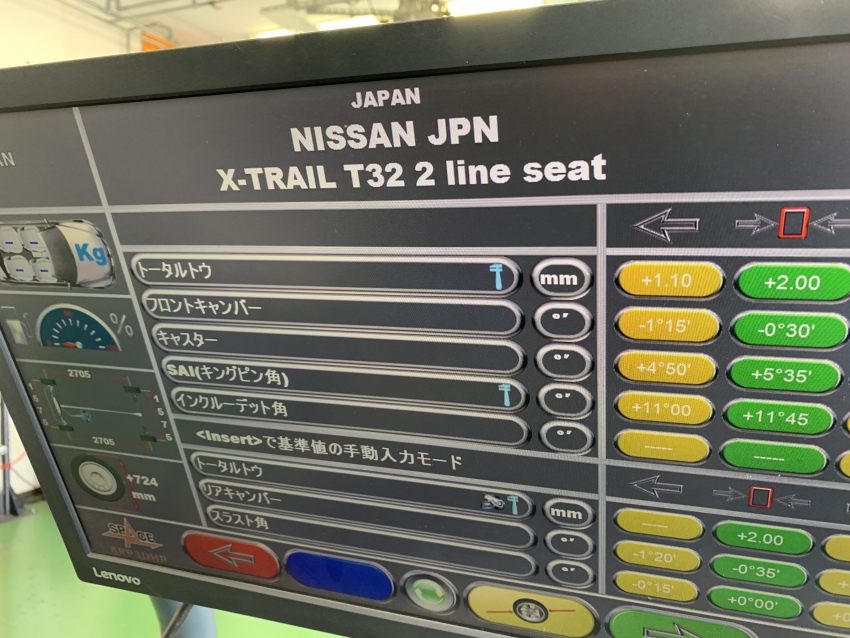 JAPAN
NISSAN JPN
X-TRAIL T32 2 line seat
AN
Kg
%
2705
2705
+724
mm
SPACE
ARP3DHP
トータルトウ mm +1.10 +2.00
フロントキャンバー °' -1°15' -0°30'
キャスター °' +4°50' +5°35'
SAI(キングピン角) °' +11°00 +11°45
インクルーデット角 °' ---- ----
<Insert>で基準値の手動入力モード
トータルトウ mm ---- +2.00
リアキャンバー °' -1°20' -0°35'
スラスト角 °' -0°15' +0°00'
Lenovo